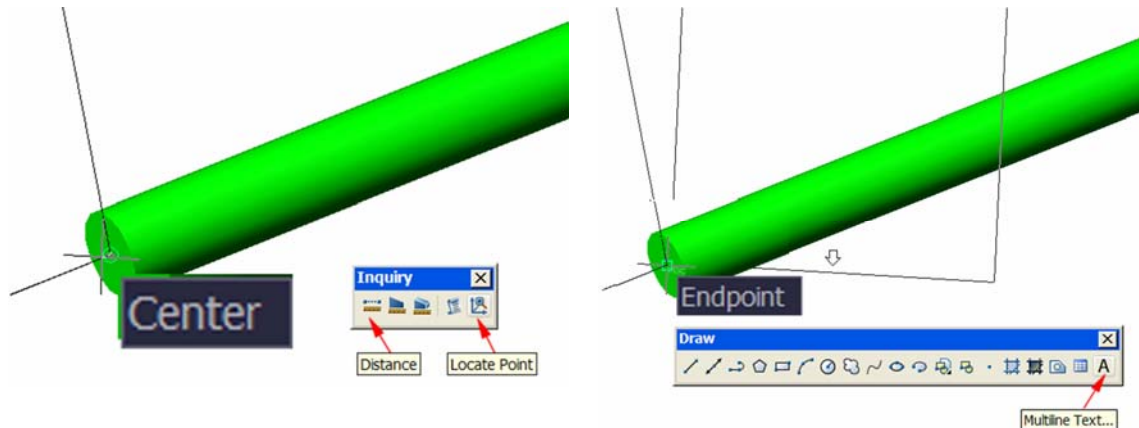 Center
Inquiry
Distance
Locate Point
Endpoint
Draw
A
Multiline Text...